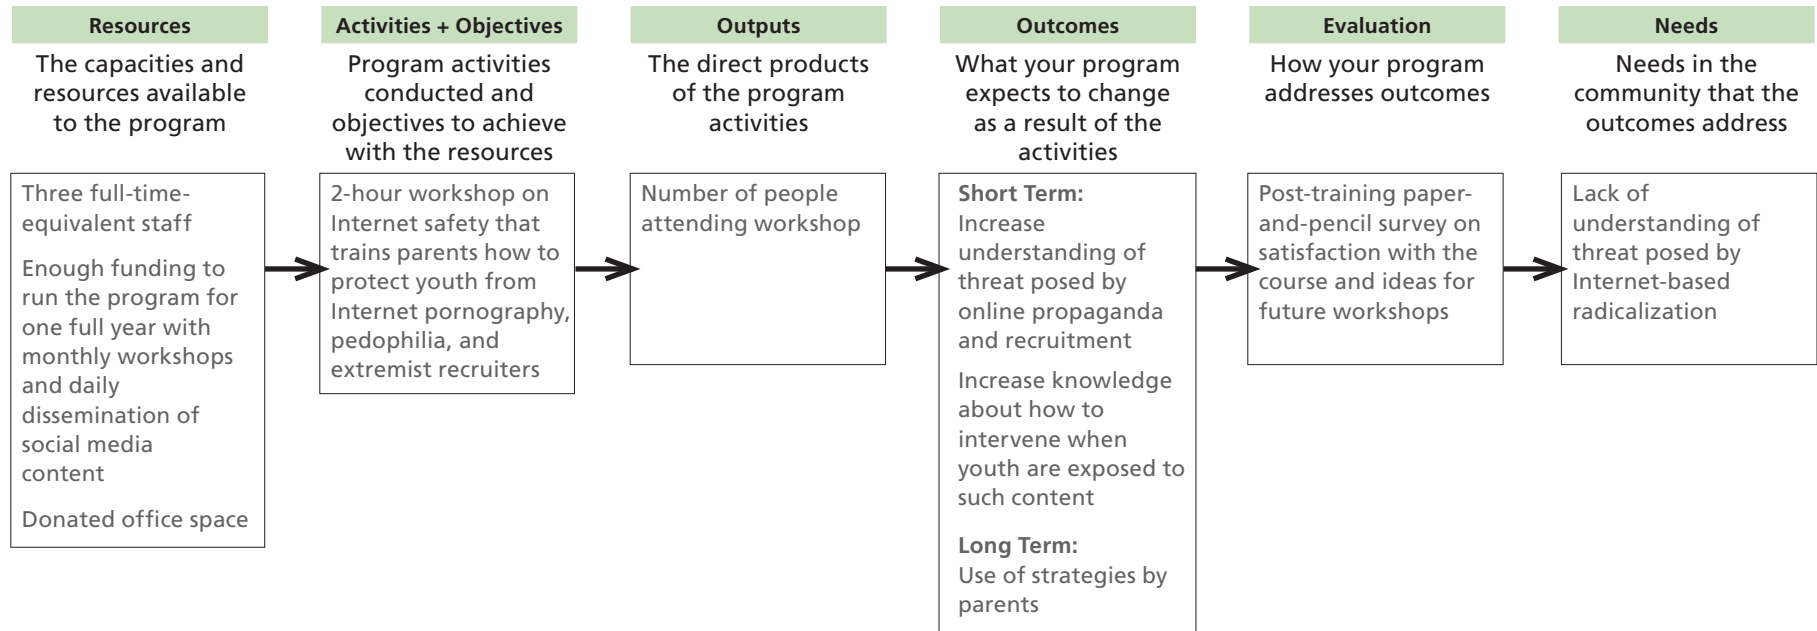 Resources
The capacities and
resources available
to the program
Three full-time-
equivalent staff
Enough funding to
run the program for
one full year with
monthly workshops
and daily
dissemination of
social media
content
Donated office space
Activities + Objectives
Program activities
conducted and
objectives to achieve
with the resources
2-hour workshop on
Internet safety that
trains parents how to
protect youth from
Internet pornography,
pedophilia, and
extremist recruiters
Outputs
The direct products
of the program
activities
Number of people
attending workshop
Outcomes
What your program
expects to change
as a result of the
activities
Short Term:
Increase
understanding of
threat posed by
online propaganda
and recruitment
Increase knowledge
about how to
intervene when
youth are exposed to
such content
Long Term:
Use of strategies by
parents
Evaluation
How your program
addresses outcomes
Post-training paper-
and-pencil survey on
satisfaction with the
course and ideas for
future workshops
Needs
Needs in the
community that the
outcomes address
Lack of
understanding of
threat posed by
Internet-based
radicalization